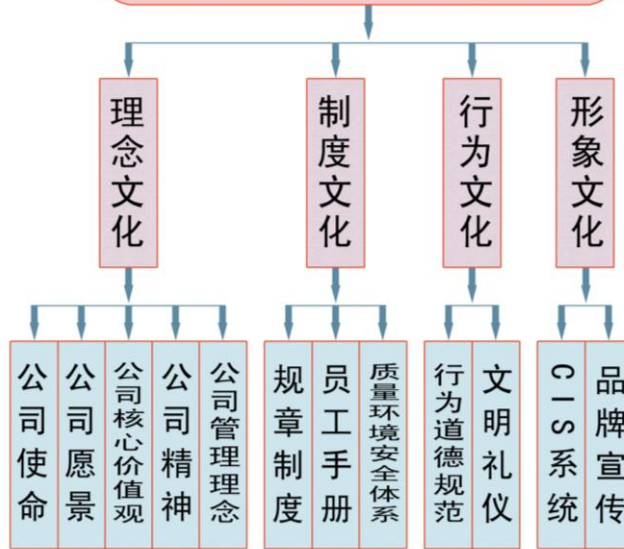 理念文化
制度文化
行为文化
形象文化
公司使命
公司愿景
公司核心价值观
公司精神
公司管理理念
规章制度
员工手册
质量环境安全体系
行为道德规范
文明礼仪
CIS系统
品牌宣传